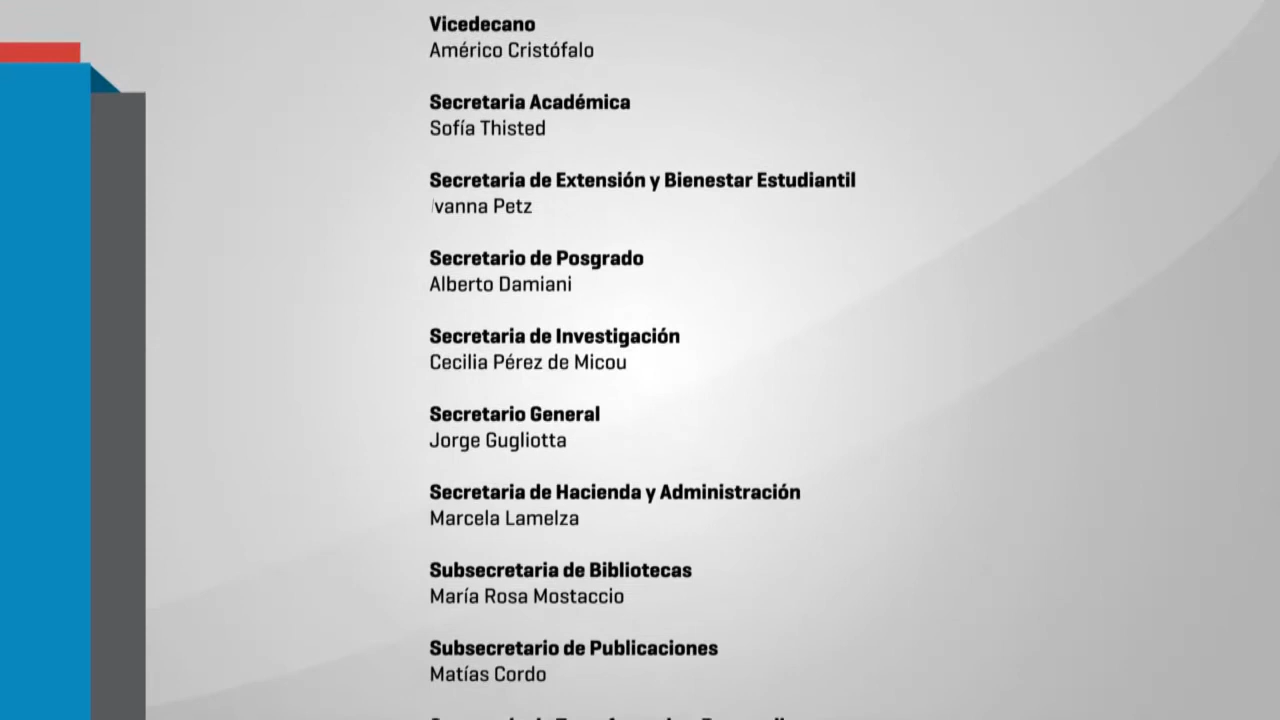 Vicedecano
Américo Cristófalo
Secretaria Académica
Sofía Thisted
Secretaria de Extensión y Bienestar Estudiantil
Ivanna Petz
Secretario de Posgrado
Alberto Damiani
Secretaria de Investigación
Cecilia Pérez de Micou
Secretario General
Jorge Gugliotta
Secretaria de Hacienda y Administración
Marcela Lamelza
Subsecretaria de Bibliotecas
María Rosa Mostaccio
Subsecretario de Publicaciones
Matías Cordo